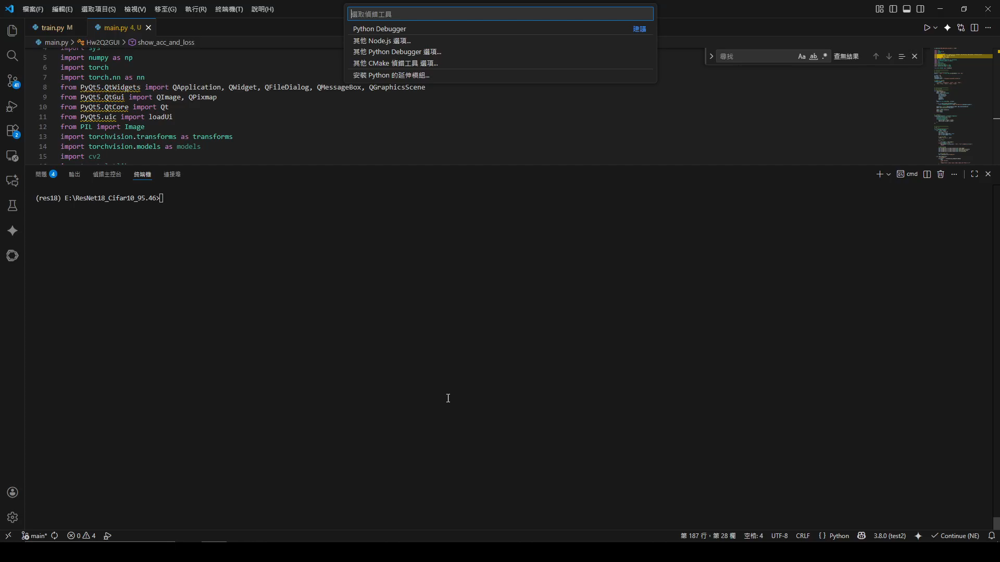 檔案(F) 編輯(E) 選取項目(S) 檢視(V) 移至(G) 執行(R) 終端機(T) 說明(H)
選取偵錯工具
Python Debugger 建議
其他 Node.js 選項...
其他 Python Debugger 選項...
其他 CMake 偵錯工具 選項...
安裝 Python 的延伸模組...
train.py M
main.py 4, U
main.py > Hw2Q2GUI > show_acc_and_loss
尋找 Aa ab .* 查無結果
4 import sys
5 import numpy as np
6 import torch
7 import torch.nn as nn
8 from PyQt5.QtWidgets import QApplication, QWidget, QFileDialog, QMessageBox, QGraphicsScene
9 from PyQt5.QtGui import QImage, QPixmap
10 from PyQt5.QtCore import Qt
11 from PyQt5.uic import loadUi
12 from PIL import Image
13 import torchvision.transforms as transforms
14 import torchvision.models as models
15 import cv2
41
2
問題 4 輸出 偵錯主控台 終端機 連接埠
cmd
(res18) E:\ResNet18_Cifar10_95.46>
main* 0 4
第 187 行，第 28 欄 空格: 4 UTF-8 CRLF { } Python 3.8.0 (test2) Continue (NE)